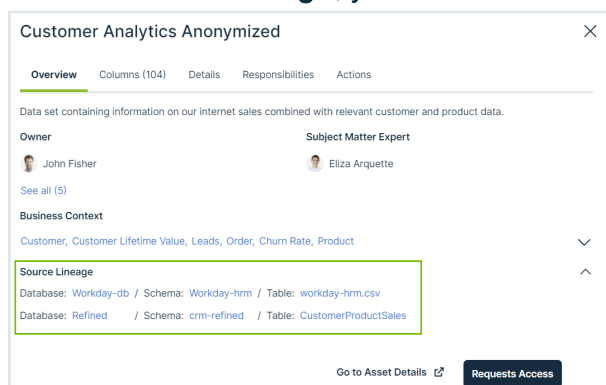 Customer Analytics Anonymized
Overview Columns (104) Details Responsibilities Actions
Data set containing information on our internet sales combined with relevant customer and product data.
Owner Subject Matter Expert
John Fisher Eliza Arquette
See all (5)
Business Context
Customer, Customer Lifetime Value, Leads, Order, Churn Rate, Product
Source Lineage
Database: Workday-db / Schema: Workday-hrm / Table: workday-hrm.csv
Database: Refined / Schema: crm-refined / Table: CustomerProductSales
Go to Asset Details Requests Access